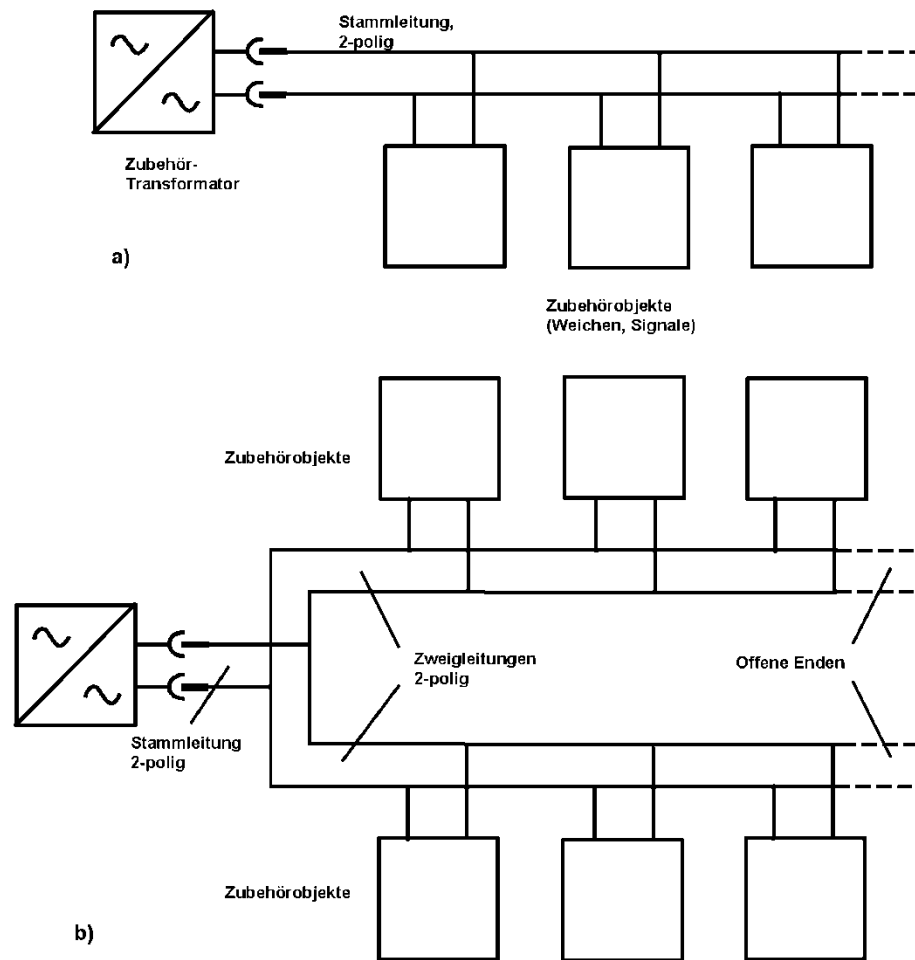 Stammleitung,
2-polig
Zubehör-
Transformator
a)
Zubehörobjekte
(Weichen, Signale)
Zubehörobjekte
Zweigleitungen
2-polig
Offene Enden
Stammleitung
2-polig
Zubehörobjekte
b)